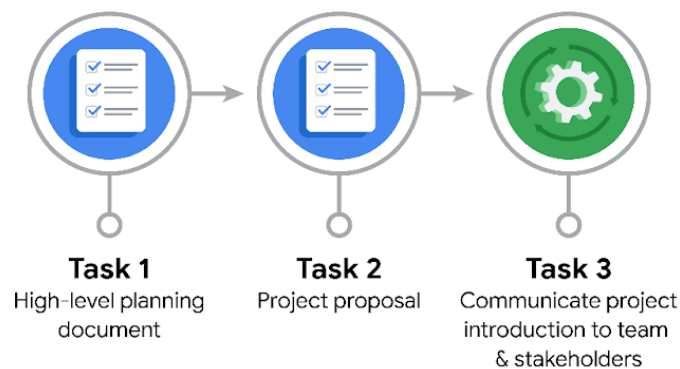 Task 1
High-level planning
document
Task 2
Project proposal
Task 3
Communicate project
introduction to team
& stakeholders